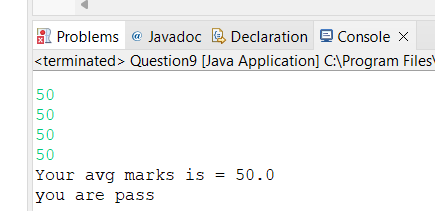 Problems @ Javadoc Declaration Console
<terminated> Question9 [Java Application] C:\Program Files\
50
50
50
50
Your avg marks is = 50.0
you are pass